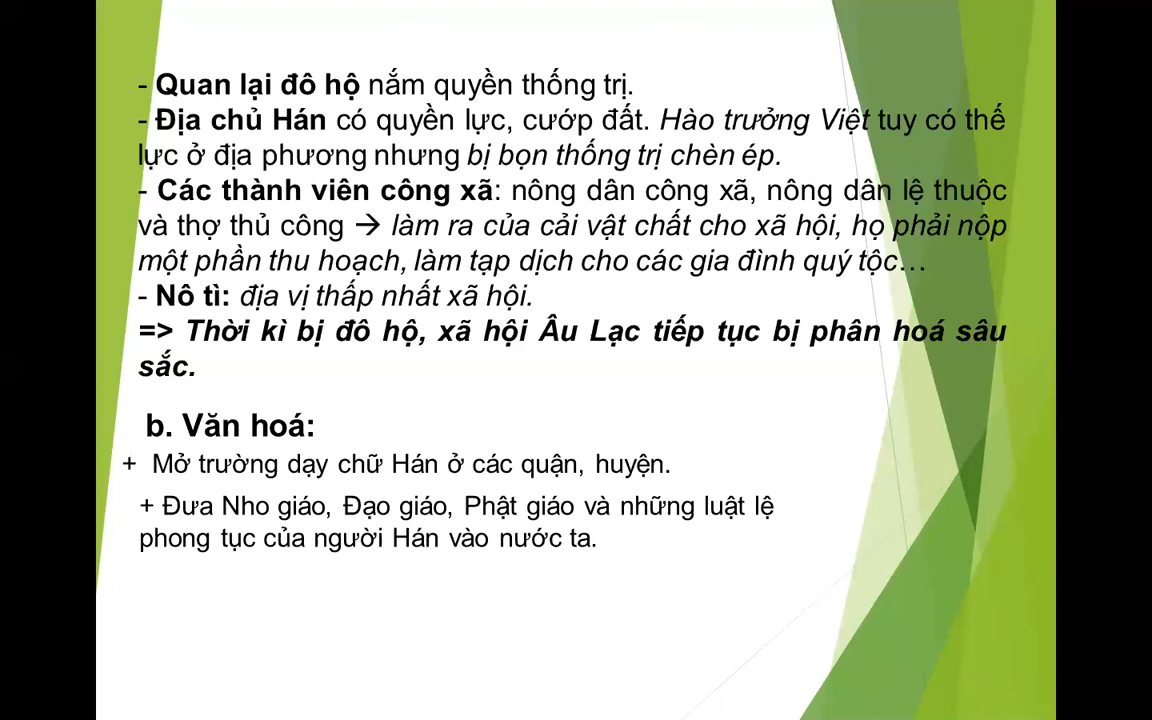 - Quan lại đô hộ nắm quyền thống trị.
- Địa chủ Hán có quyền lực, cướp đất. Hào trưởng Việt tuy có thế
lực ở địa phương nhưng bị bọn thống trị chèn ép.
- Các thành viên công xã: nông dân công xã, nông dân lệ thuộc
và thợ thủ công → làm ra của cải vật chất cho xã hội, họ phải nộp
một phần thu hoạch, làm tạp dịch cho các gia đình quý tộc…
- Nô tì: địa vị thấp nhất xã hội.
=> Thời kì bị đô hộ, xã hội Âu Lạc tiếp tục bị phân hoá sâu
sắc.
b. Văn hoá:
+ Mở trường dạy chữ Hán ở các quận, huyện.
+ Đưa Nho giáo, Đạo giáo, Phật giáo và những luật lệ
phong tục của người Hán vào nước ta.